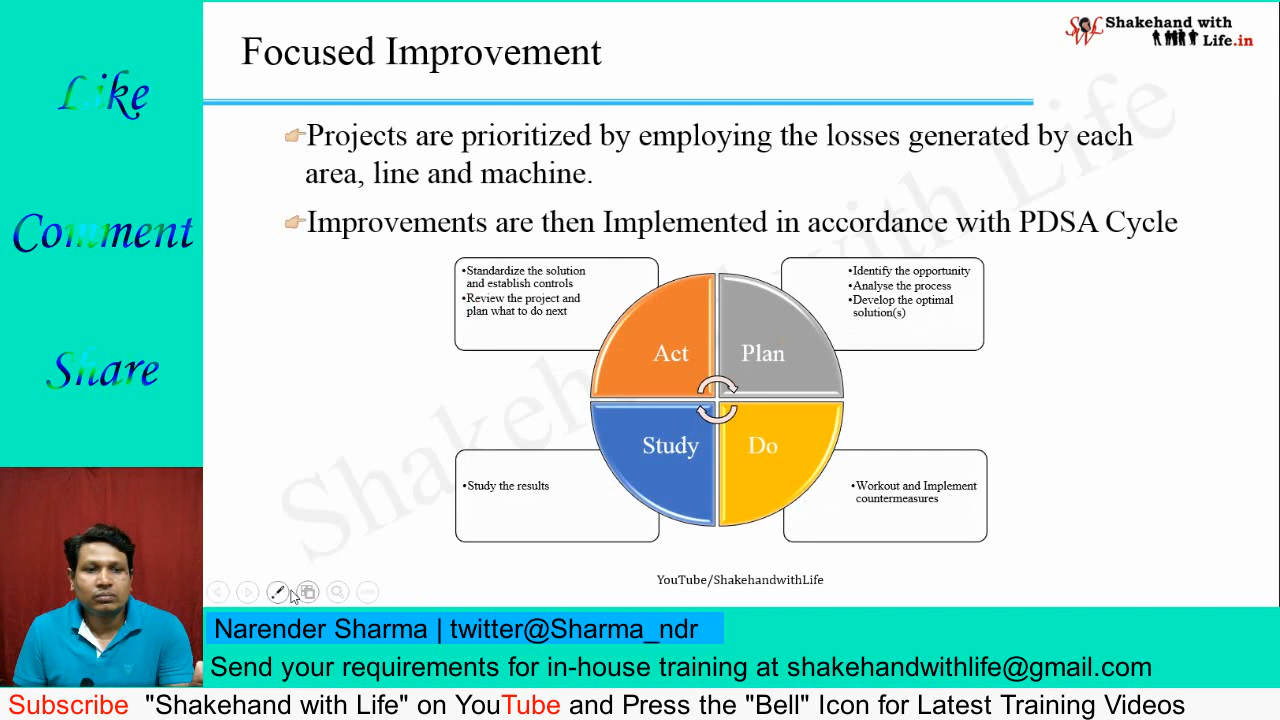 Focused Improvement
Shakehand with
Life.in
Like
Comment
Share
Projects are prioritized by employing the losses generated by each
area, line and machine.
Improvements are then Implemented in accordance with PDSA Cycle
•Standardize the solution
and establish controls
•Review the project and
plan what to do next
•Identify the opportunity
•Analyse the process
•Develop the optimal
solution(s)
Act
Plan
Study
Do
•Study the results
•Workout and Implement
countermeasures
Shakehand with Life
YouTube/ShakehandwithLife
Narender Sharma | twitter@Sharma_ndr
Send your requirements for in-house training at shakehandwithlife@gmail.com
Subscribe "Shakehand with Life" on YouTube and Press the "Bell" Icon for Latest Training Videos